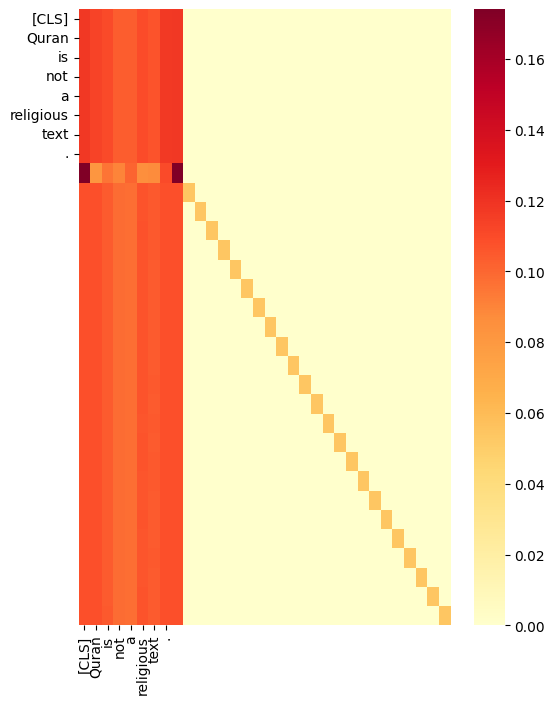 [CLS]
Quran
is
not
a
religious
text
.
0.16
0.14
0.12
0.10
0.08
0.06
0.04
0.02
0.00
[CLS]
Quran
is
not
a
religious
text
.